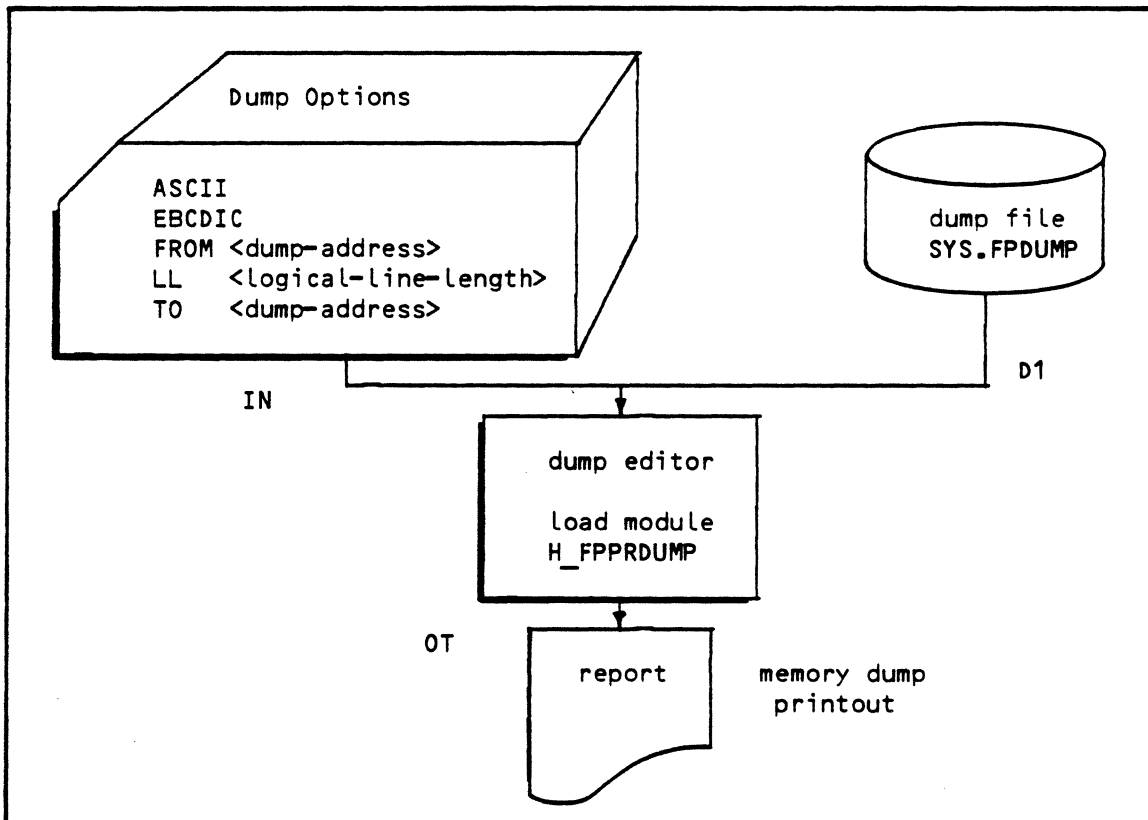 Dump Options
ASCII
EBCDIC
FROM <dump-address>
LL <logical-line-length>
TO <dump-address>
dump file
SYS.FPDUMP
IN
D1
dump editor
load module
H_FPPRDUMP
OT
report
memory dump
printout